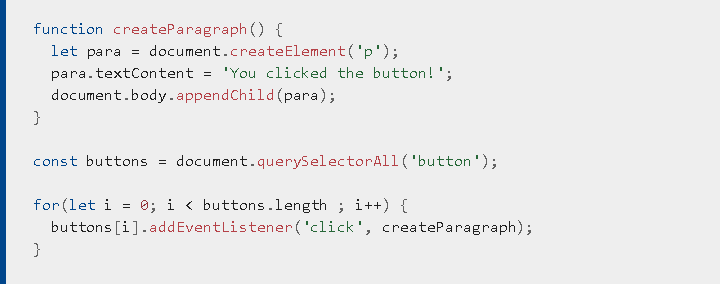 function createParagraph() {
  let para = document.createElement('p');
  para.textContent = 'You clicked the button!';
  document.body.appendChild(para);
}

const buttons = document.querySelectorAll('button');

for(let i = 0; i < buttons.length ; i++) {
  buttons[i].addEventListener('click', createParagraph);
}